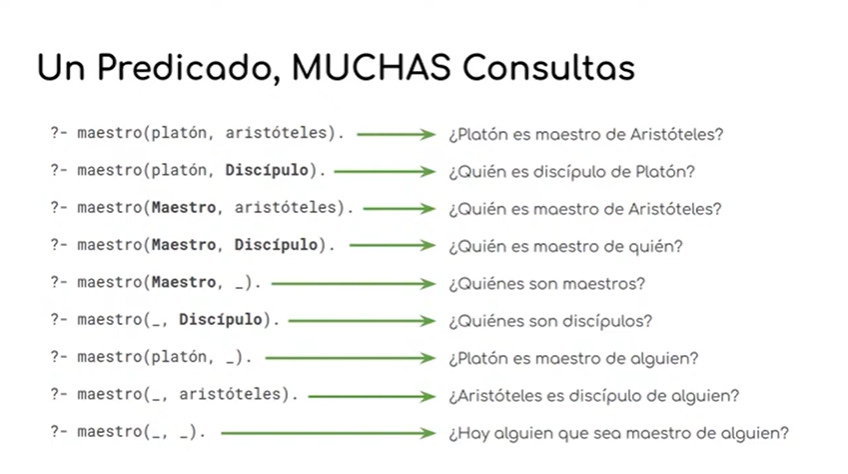 Un Predicado, MUCHAS Consultas
?- maestro(platón, aristóteles). ¿Platón es maestro de Aristóteles?
?- maestro(platón, Discípulo). ¿Quién es discípulo de Platón?
?- maestro(Maestro, aristóteles). ¿Quién es maestro de Aristóteles?
?- maestro(Maestro, Discípulo). ¿Quién es maestro de quién?
?- maestro(Maestro, _). ¿Quiénes son maestros?
?- maestro(_, Discípulo). ¿Quiénes son discípulos?
?- maestro(platón, _). ¿Platón es maestro de alguien?
?- maestro(_, aristóteles). ¿Aristóteles es discípulo de alguien?
?- maestro(_, _). ¿Hay alguien que sea maestro de alguien?